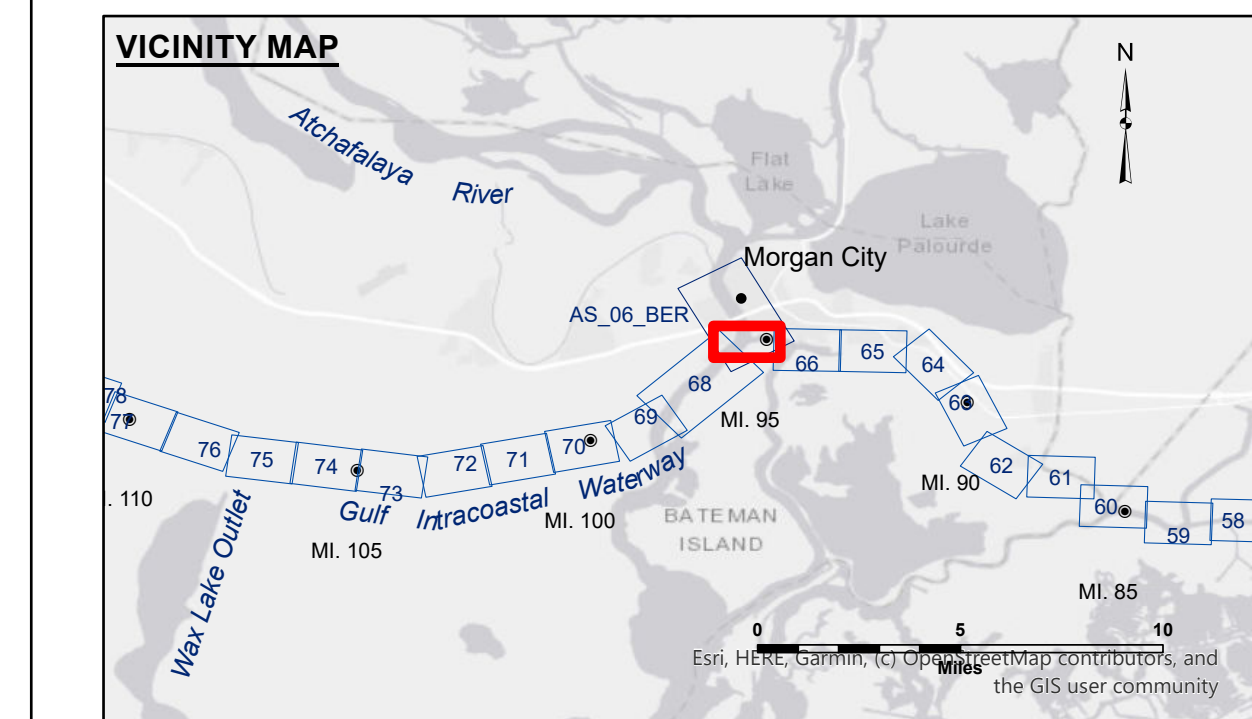 VICINITY MAP
N
Atchafalaya
River
Flat
Lake
Lake
Palourde
Morgan City
AS_06_BER
66
65
64
63
68
69
MI. 95
78
77
76
75
74
73
72
71
70
62
61
60
59
58
MI. 90
Gulf Intracoastal Waterway
. 110
MI. 105
MI. 100
BATEMAN
ISLAND
Wax Lake Outlet
MI. 85
0 5 10
Miles
Esri, HERE, Garmin, (c) OpenStreetMap contributors, and
the GIS user community